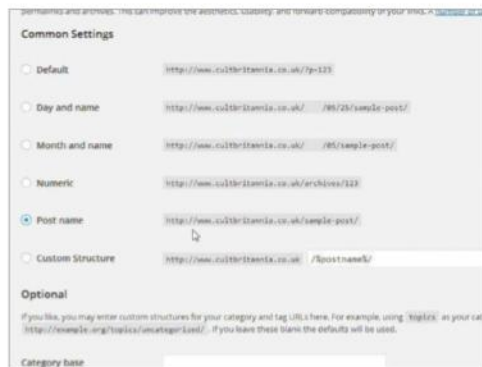 permalinks and archives. This can improve the aesthetics, usability, and forward-compatibility of your links. A number of
Common Settings
Default http://www.cultbritannia.co.uk/?p=123
Day and name http://www.cultbritannia.co.uk/ /05/25/sample-post/
Month and name http://www.cultbritannia.co.uk/ /05/sample-post/
Numeric http://www.cultbritannia.co.uk/archives/123
Post name http://www.cultbritannia.co.uk/sample-post/
Custom Structure http://www.cultbritannia.co.uk /%postname%/
Optional
If you like, you may enter custom structures for your category and tag URLs here. For example, using topics as your cat
http://example.org/topics/uncategorized/ . If you leave these blank the defaults will be used.
Category base